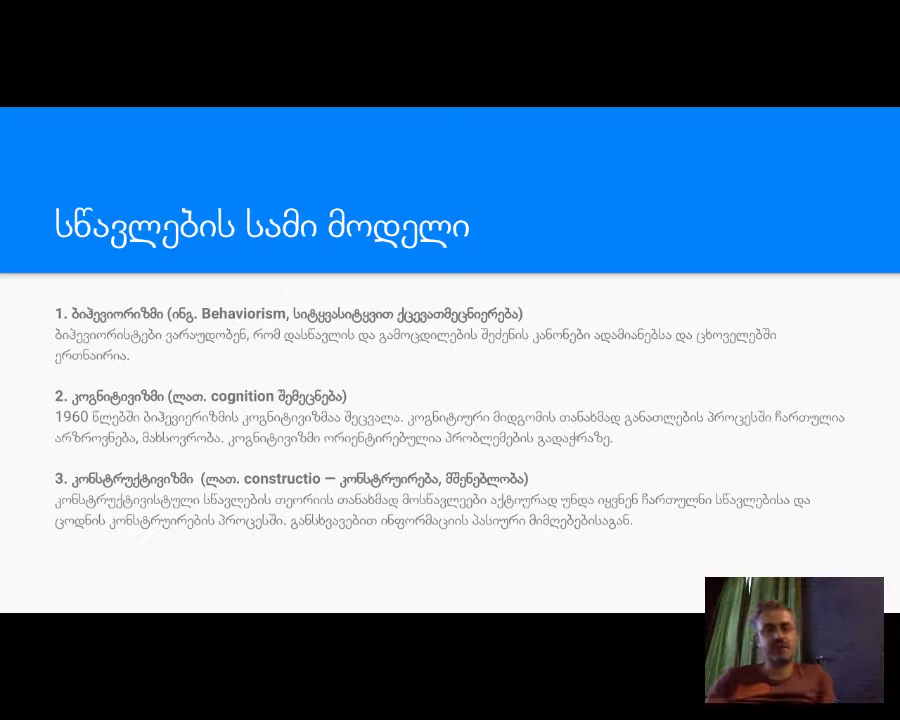 სწავლების სამი მოდელი
1. ბიჰევიორიზმი (ინგ. Behaviorism, სიტყვასიტყვით ქცევათმეცნიერება)
ბიჰევიორისტები ვარაუდობენ, რომ დასწავლის და გამოცდილების შეძენის კანონები ადამიანებსა და ცხოველებში
ერთნაირია.
2. კოგნიტივიზმი (ლათ. cognition შემეცნება)
1960 წლებში ბიჰევიერიზმის კოგნიტივიზმაა შეცვალა. კოგნიტიური მიდგომის თანახმად განათლების პროცესში ჩართულია
არზროვნება, მახსოვრობა. კოგნიტივიზმი ორიენტირებულია პრობლემების გადაჭრაზე.
3. კონსტრუქტივიზმი (ლათ. constructio — კონსტრუირება, მშენებლობა)
კონსტრუქტივისტული სწავლების თეორიის თანახმად მოსწავლეები აქტიურად უნდა იყვნენ ჩართულნი სწავლებისა და
ცოდნის კონსტრუირების პროცესში. განსხვავებით ინფორმაციის პასიური მიმღებებისაგან.